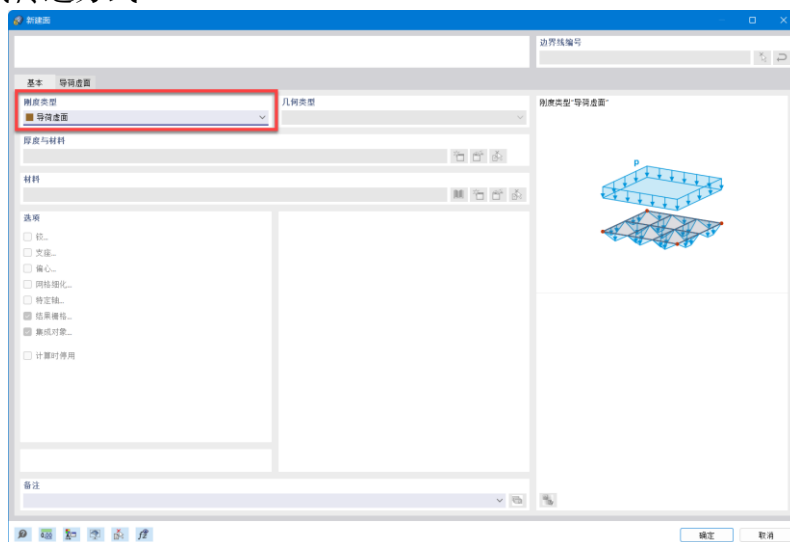 新建面
边界线编号
基本 导荷虚面
刚度类型
导荷虚面
几何类型
刚度类型"导荷虚面"
厚度与材料
材料
选项
铰...
支座...
偏心...
网格细化...
特定轴...
结果栅格...
集成对象...
计算时停用
P
备注
确定 取消